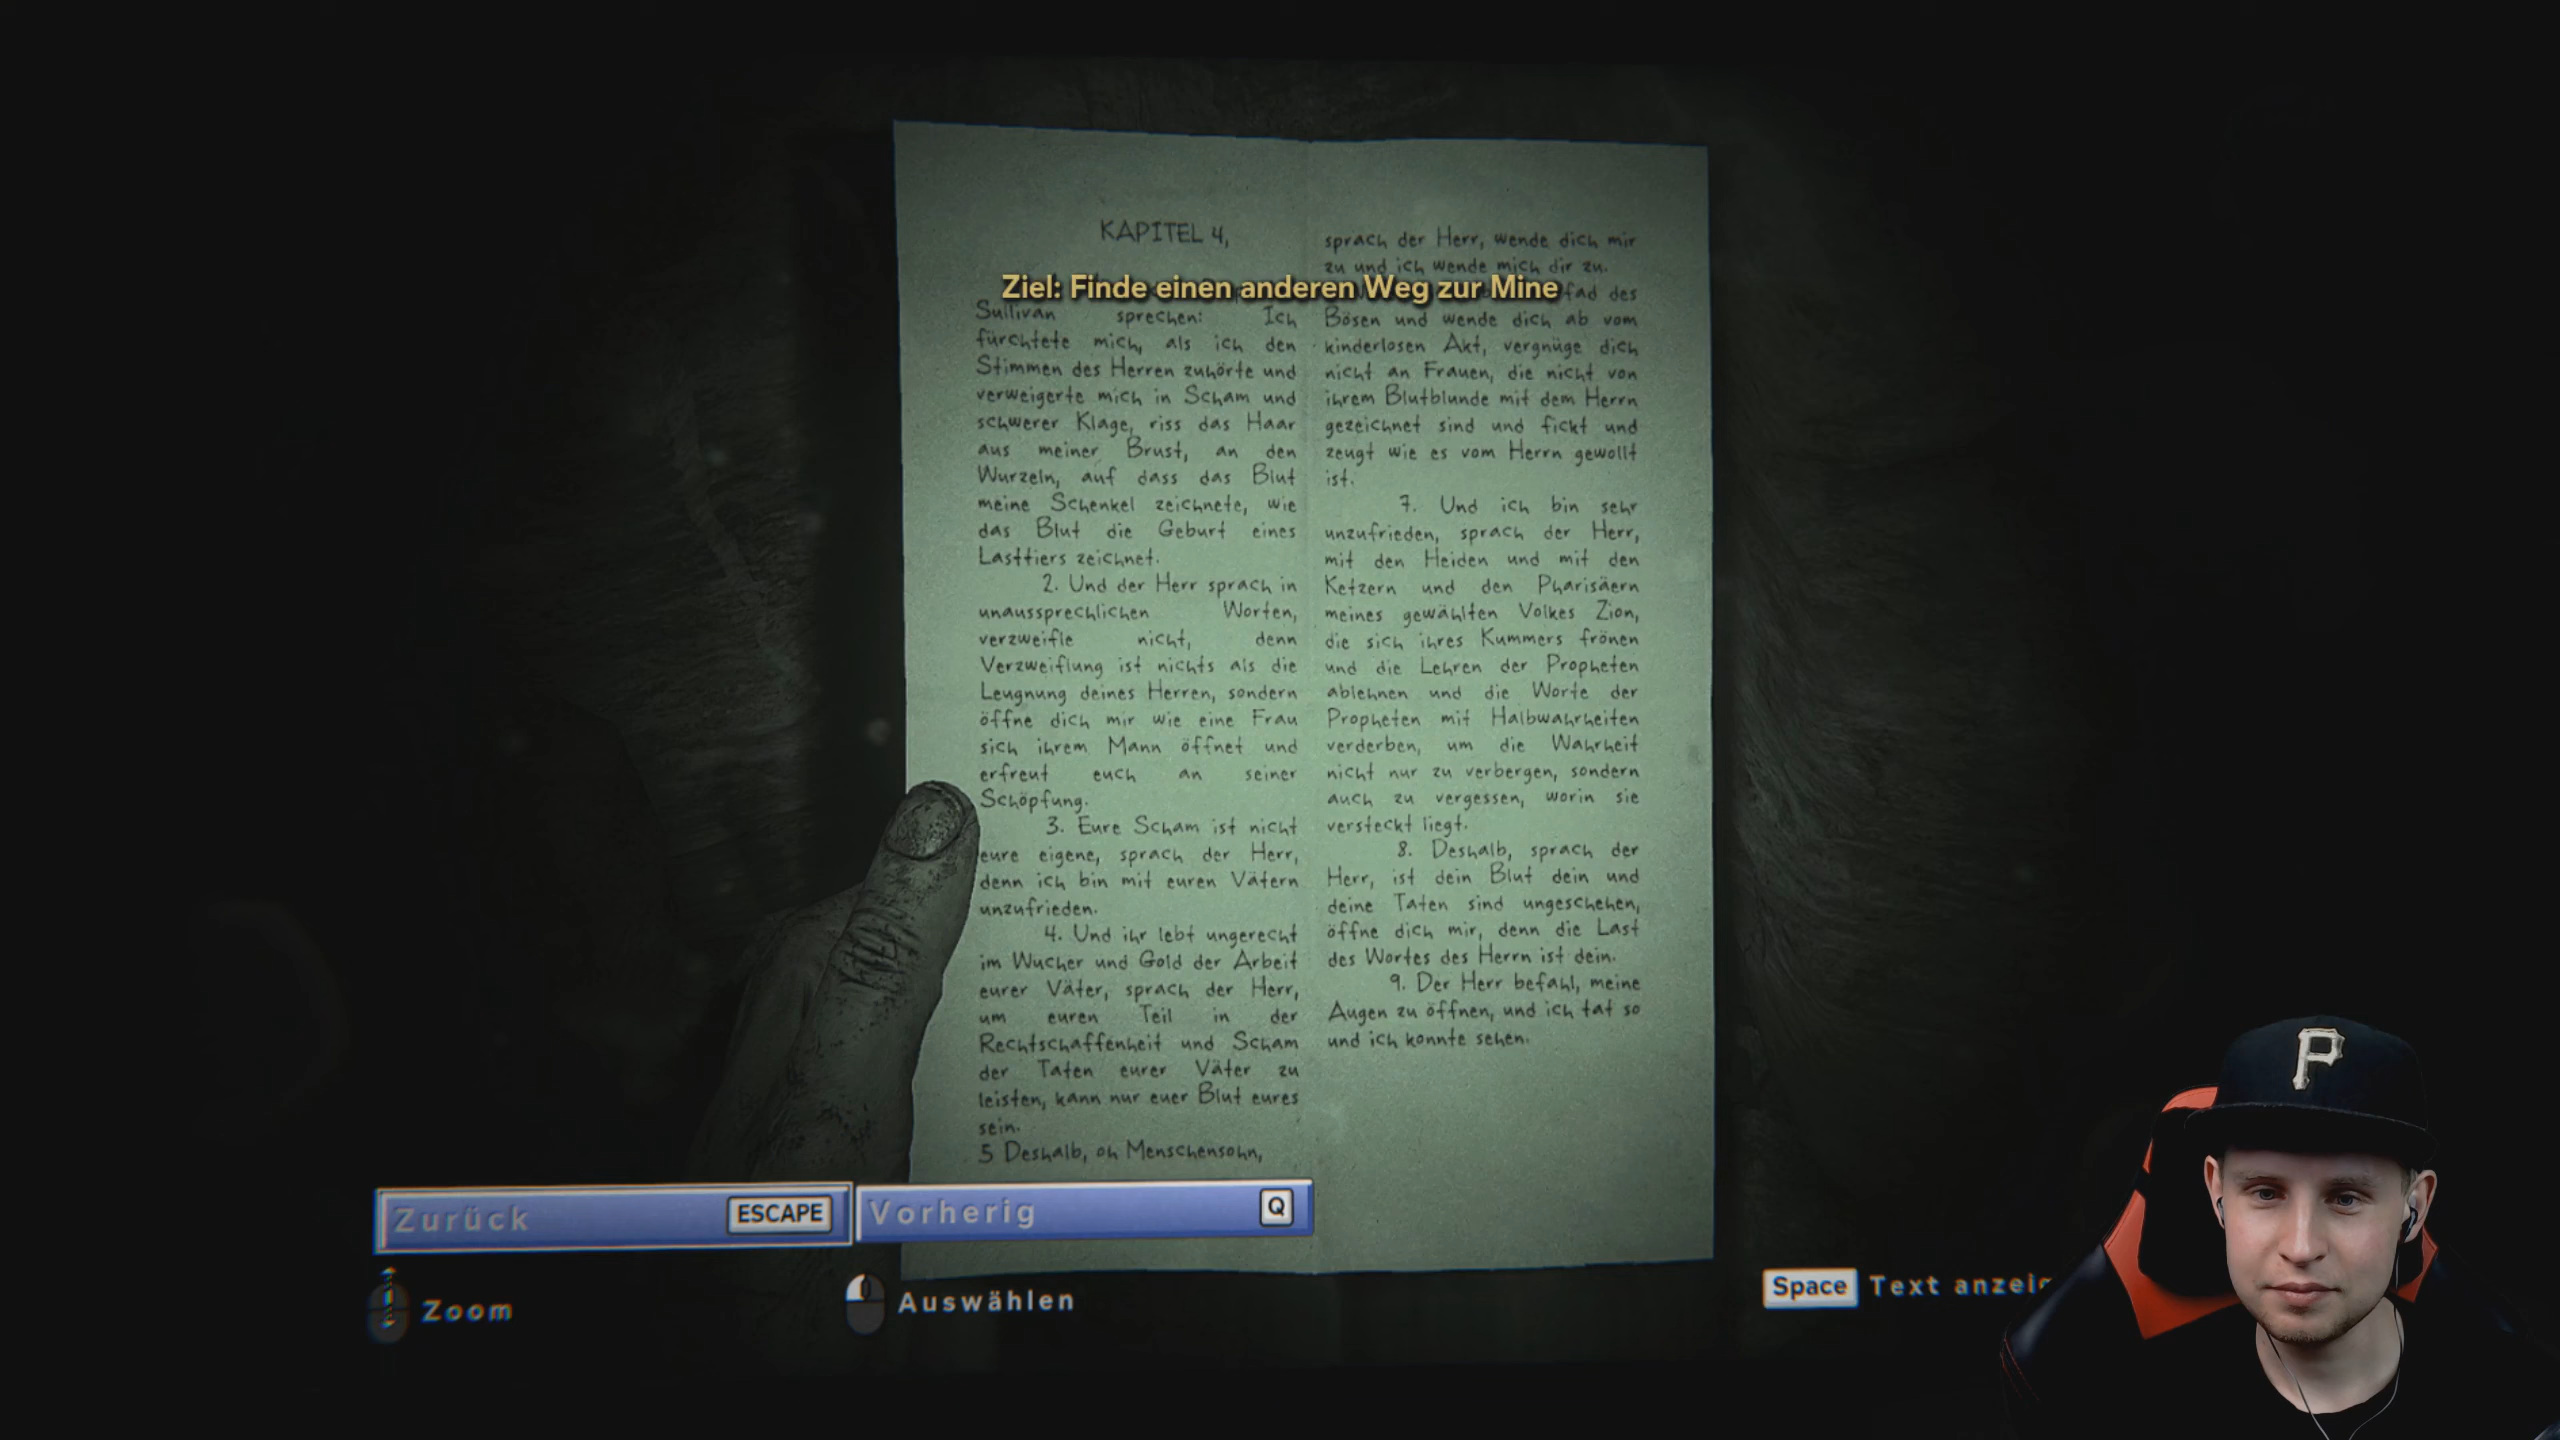 KAPITEL 4,
Ziel: Finde einen anderen Weg zur Mine
Sullivan sprechen: Ich
fürchtete mich, als ich den
Stimmen des Herren zuhörte und
verweigerte mich in Scham und
schwerer Klage, riss das Haar
aus meiner Brust, an den
Wurzeln, auf dass das Blut
meine Schenkel zeichnete, wie
das Blut die Geburt eines
Lasttiers zeichnet.
2. Und der Herr sprach in
unaussprechlichen Worten,
verzweifle nicht, denn
Verzweiflung ist nichts als die
Leugnung deines Herren, sondern
öffne dich mir wie eine Frau
sich ihrem Mann öffnet und
erfreut euch an seiner
Schöpfung.
3. Eure Scham ist nicht
eure eigene, sprach der Herr,
denn ich bin mit euren Vätern
unzufrieden.
4. Und ihr lebt ungerecht
im Wucher und Gold der Arbeit
eurer Väter, sprach der Herr,
um euren Teil in der
Rechtschaffenheit und Scham
der Taten eurer Väter zu
leisten, kann nur euer Blut eures
sein.
5 Deshalb, oh Menschensohn,
sprach der Herr, wende dich mir
zu und ich wende mich dir zu.
fad des
Bösen und wende dich ab vom
kinderlosen Akt, vergnüge dich
nicht an Frauen, die nicht von
ihrem Blutblunde mit dem Herrn
gezeichnet sind und fickt und
zeugt wie es vom Herrn gewollt
ist.
7. Und ich bin sehr
unzufrieden, sprach der Herr,
mit den Heiden und mit den
Ketzern und den Pharisäern
meines gewählten Volkes Zion,
die sich ihres Kummers frönen
und die Lehren der Propheten
ablehnen und die Worte der
Propheten mit Halbwahrheiten
verderben, um die Wahrheit
nicht nur zu verbergen, sondern
auch zu vergessen, worin sie
versteckt liegt.
8. Deshalb, sprach der
Herr, ist dein Blut dein und
deine Taten sind ungeschehen,
öffne dich mir, denn die Last
des Wortes des Herrn ist dein.
9. Der Herr befahl, meine
Augen zu öffnen, und ich tat so
und ich konnte sehen.
Zurück ESCAPE
Vorherig Q
Zoom
Auswählen
Space Text anzeig
P